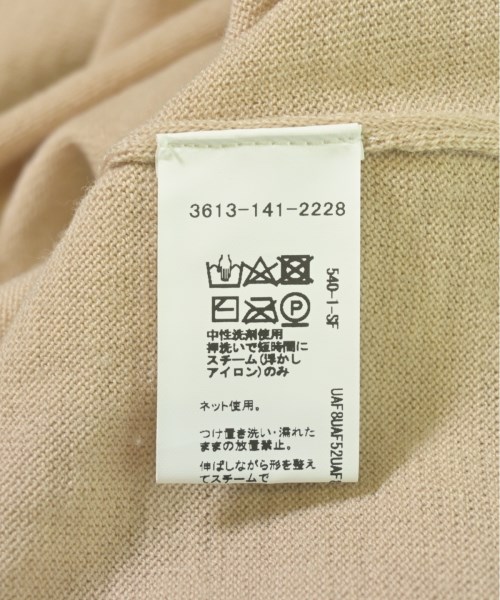 3613-141-2228
540-1-SF
中性洗剤使用
押洗いで短時間に
スチーム(浮かし
アイロン)のみ
ネット使用。
つけ置き洗い・濡れた
ままの放置禁止。
伸ばしながら形を整え
てスチームで
UAF8UAF52UAF